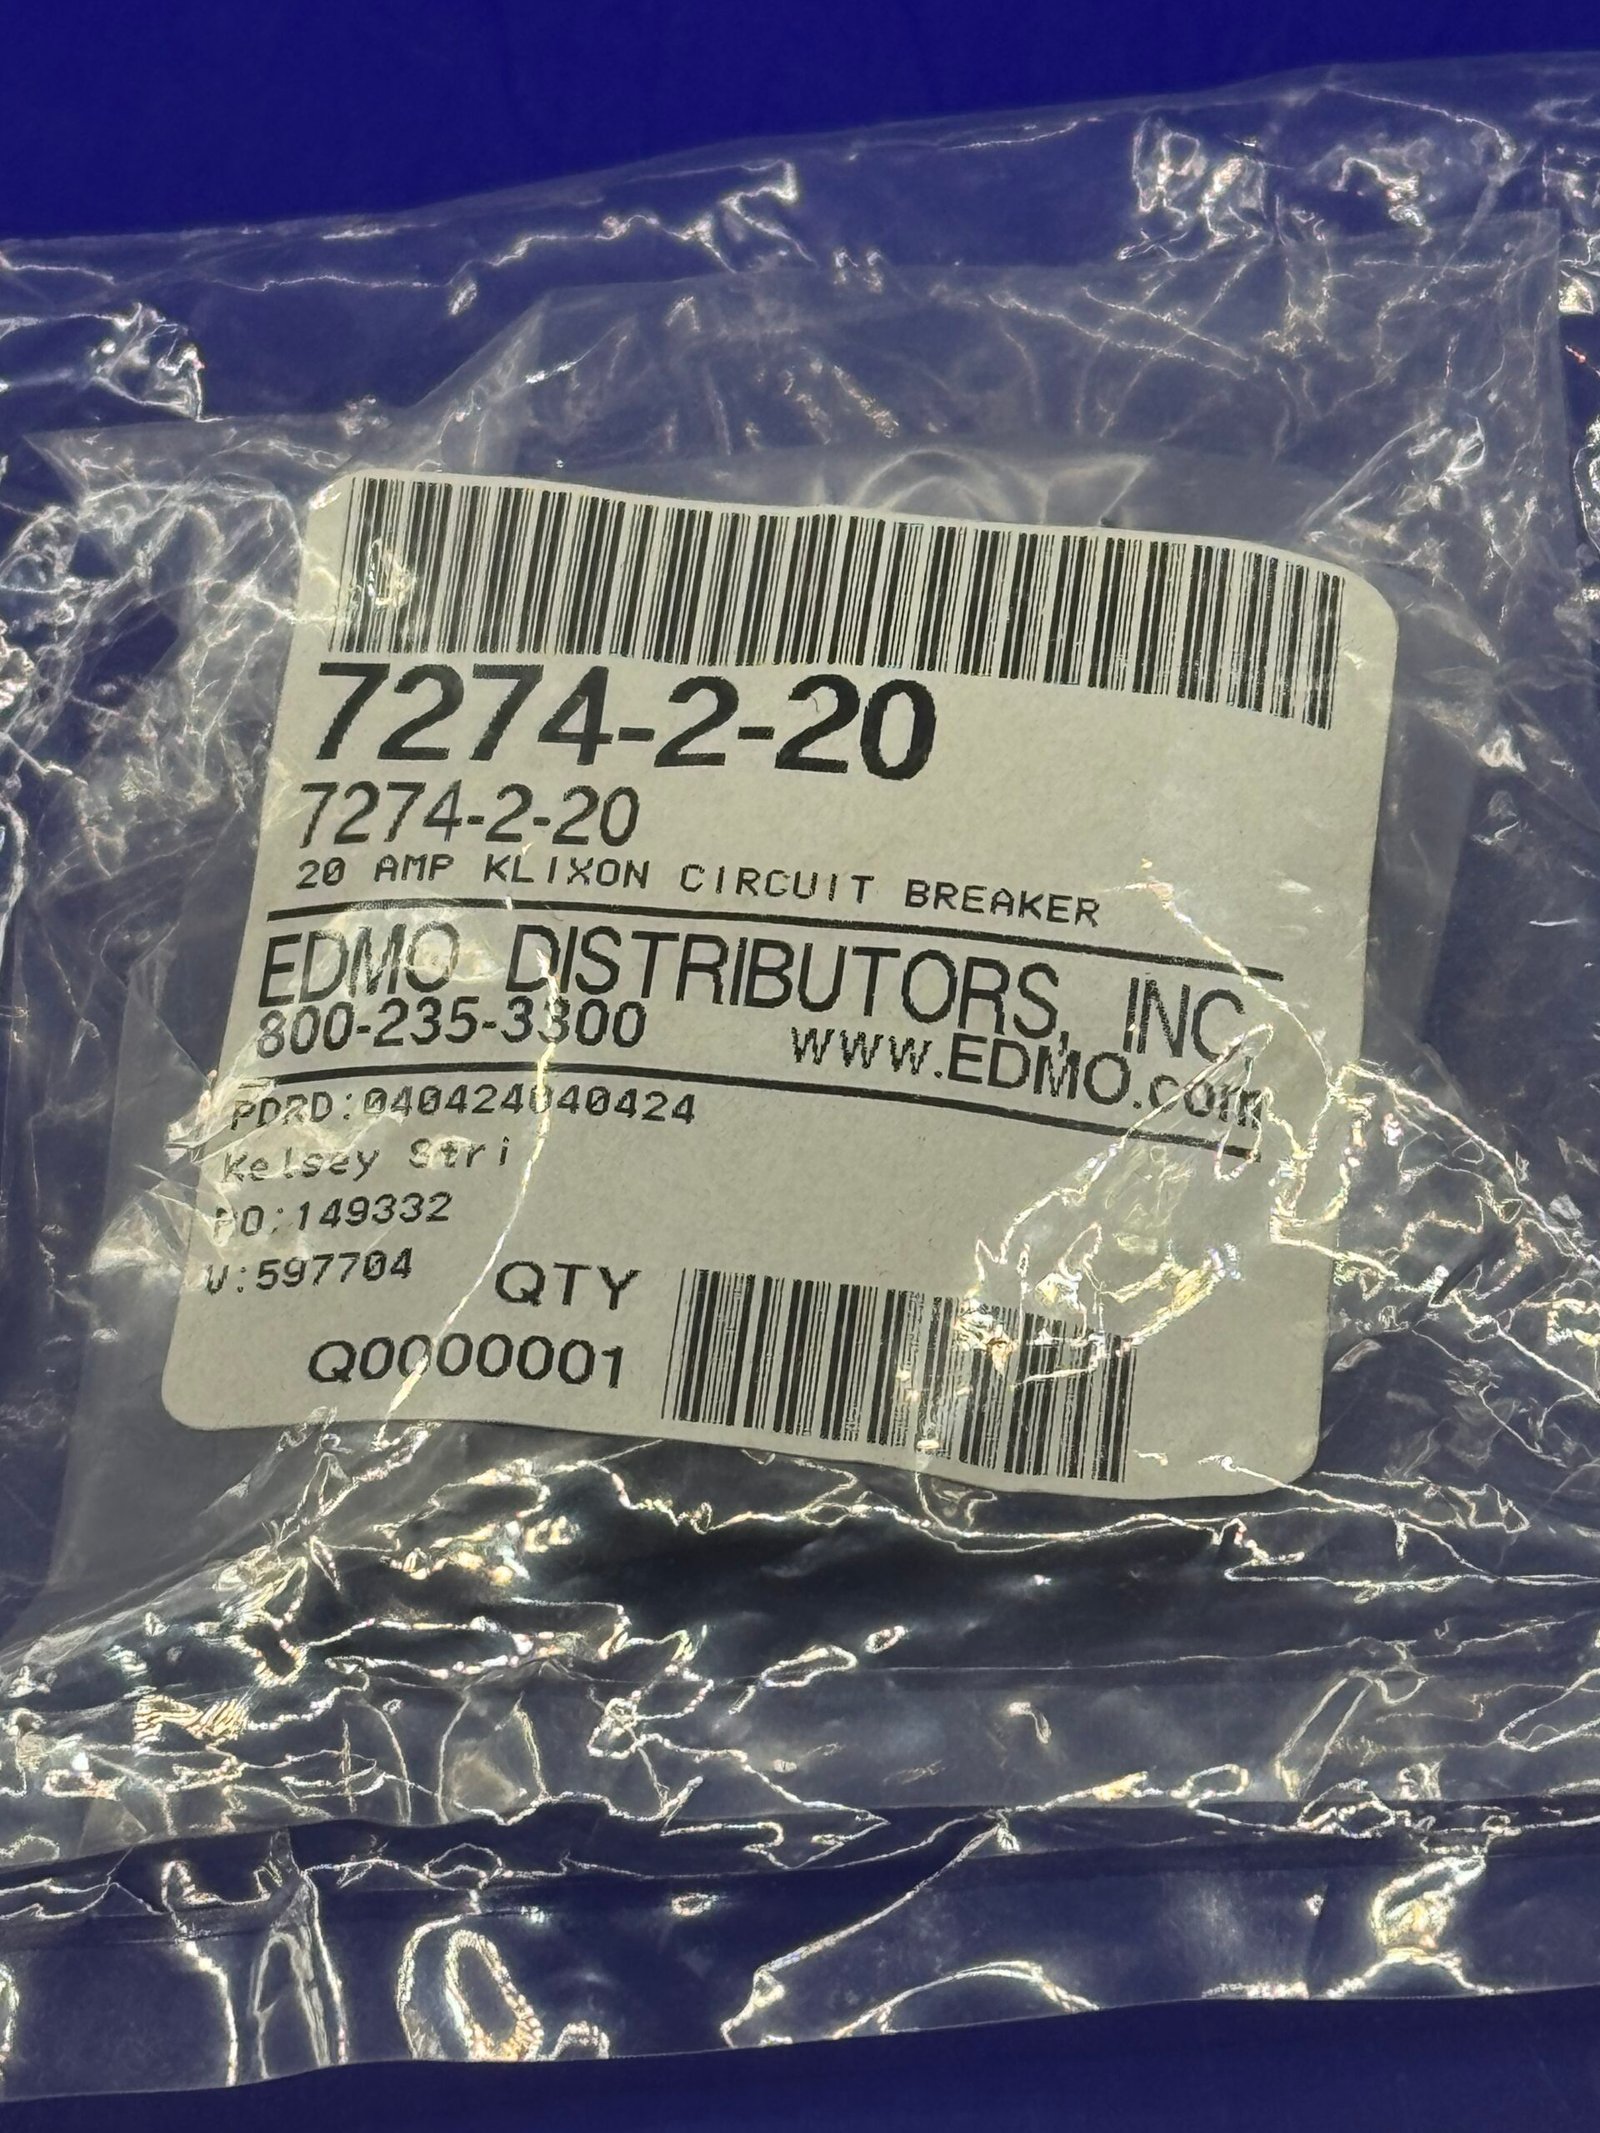 7274-2-20
7274-2-20
20 AMP KLIXON CIRCUIT BREAKER
EDMO DISTRIBUTORS, INC.
800-235-3300 www.EDMO.com
PDRD:040424040424
Kelsey Stri
PO:149332
V:597704
QTY
Q0000001